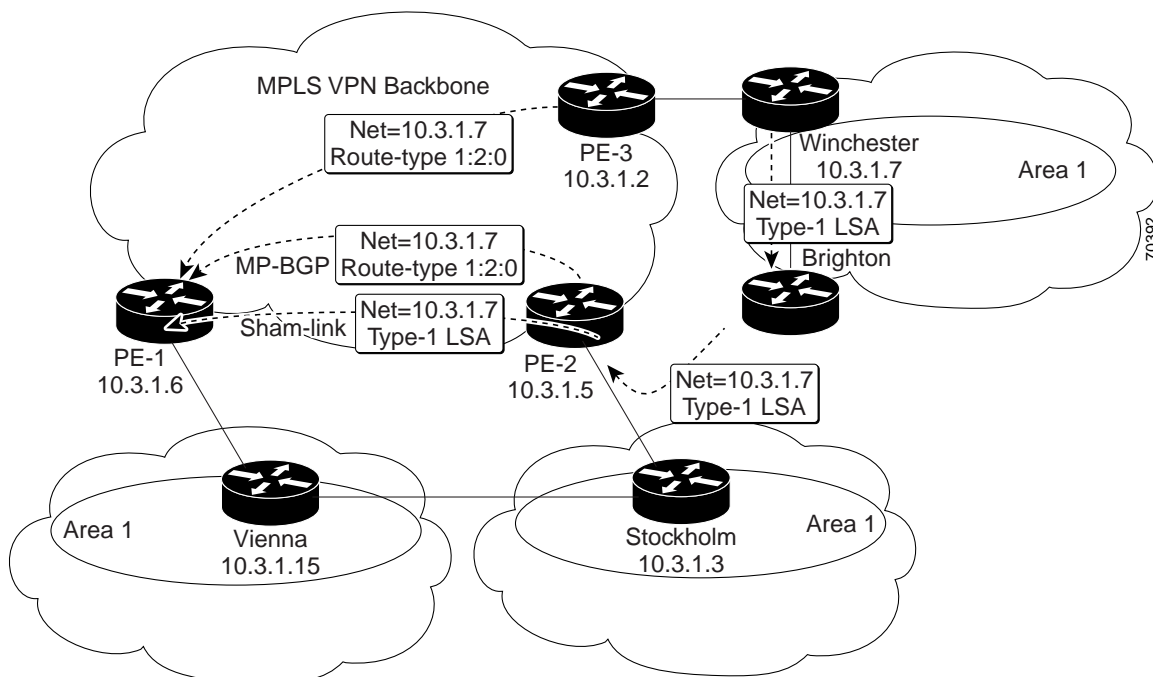 MPLS VPN Backbone
Net=10.3.1.7
Route-type 1:2:0
PE-3
10.3.1.2
Winchester
10.3.1.7
Area 1
Net=10.3.1.7
Type-1 LSA
Brighton
70392
Net=10.3.1.7
Route-type 1:2:0
MP-BGP
Net=10.3.1.7
Type-1 LSA
Sham-link
PE-1
10.3.1.6
PE-2
10.3.1.5
Net=10.3.1.7
Type-1 LSA
Area 1
Vienna
10.3.1.15
Stockholm
10.3.1.3
Area 1